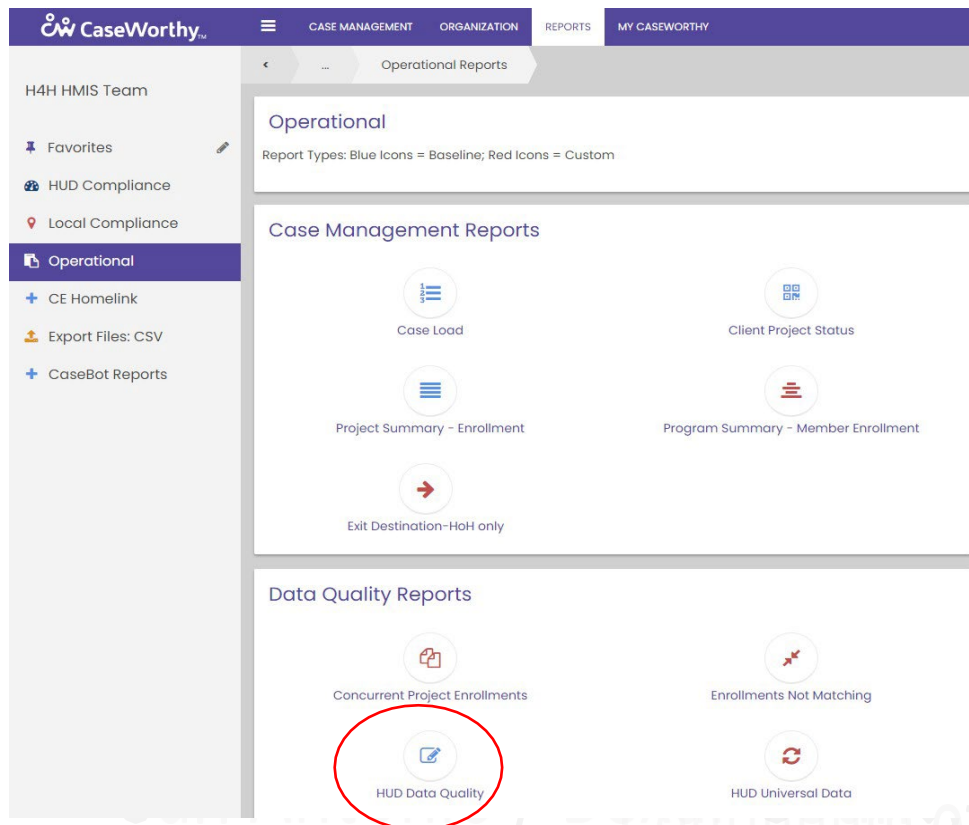 CaseWorthy™
CASE MANAGEMENT ORGANIZATION REPORTS MY CASEWORTHY
... Operational Reports
H4H HMIS Team
Favorites
HUD Compliance
Local Compliance
Operational
CE Homelink
Export Files: CSV
CaseBot Reports
Operational
Report Types: Blue Icons = Baseline; Red Icons = Custom
Case Management Reports
Case Load
Client Project Status
Project Summary - Enrollment
Program Summary - Member Enrollment
Exit Destination-HoH only
Data Quality Reports
Concurrent Project Enrollments
Enrollments Not Matching
HUD Data Quality
HUD Universal Data